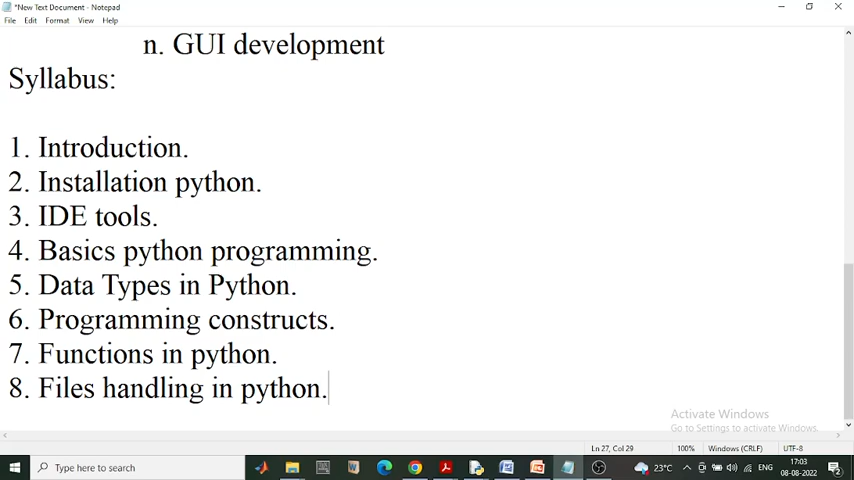 *New Text Document - Notepad
File Edit Format View Help
n. GUI development
Syllabus:
1. Introduction.
2. Installation python.
3. IDE tools.
4. Basics python programming.
5. Data Types in Python.
6. Programming constructs.
7. Functions in python.
8. Files handling in python.
Activate Windows
Go to Settings to activate Windows.
Ln 27, Col 29 100% Windows (CRLF) UTF-8
Type here to search
23°C ENG 17:03
08-08-2022
2